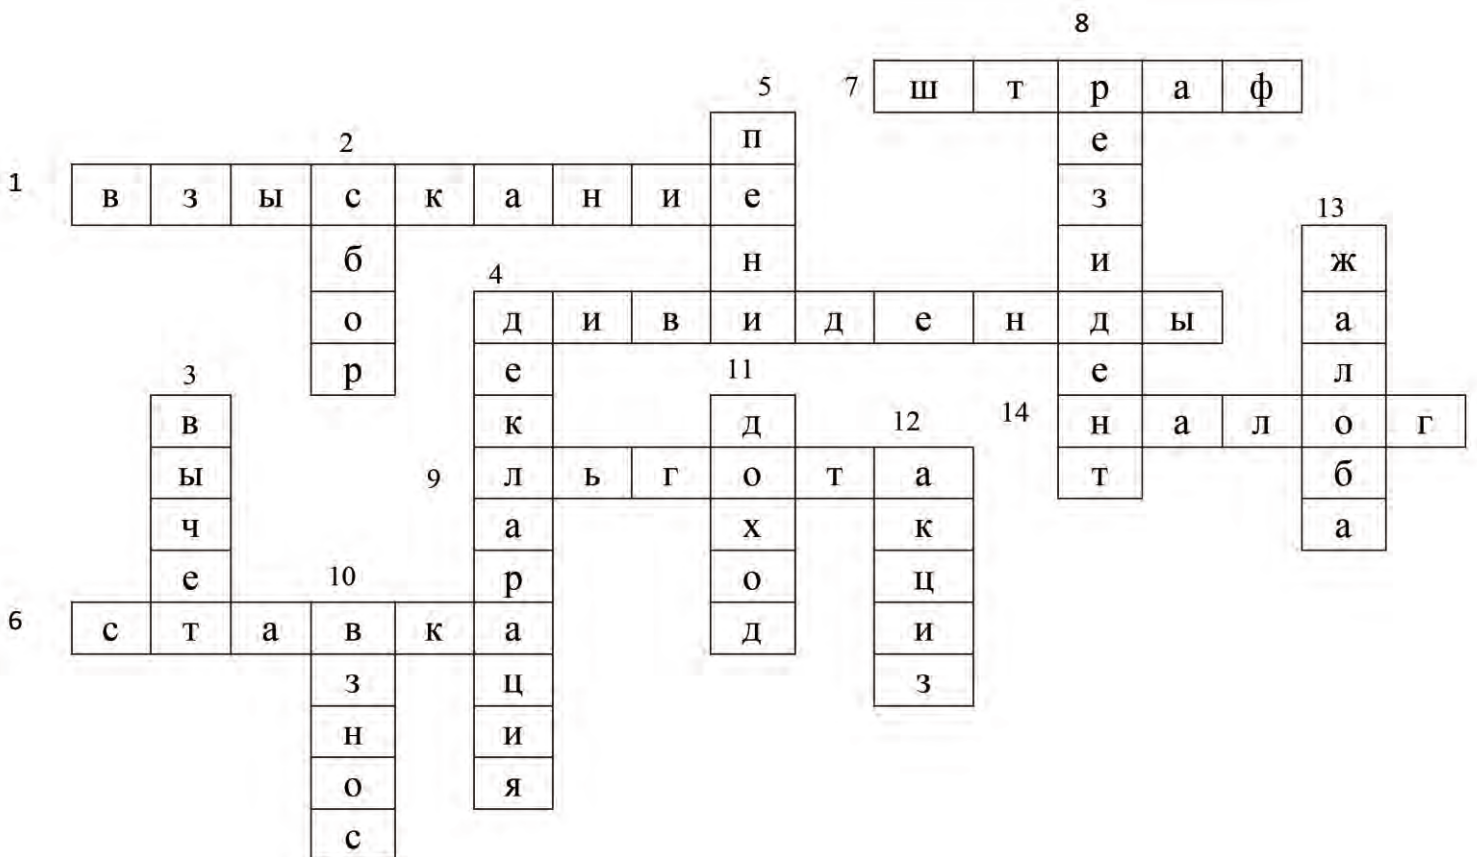 8
5 7 ш т р а ф
2 п е
1 в з ы с к а н и е з 13
б 4 н и ж
о д и в и д е н д ы а
3 р е 11 е л
в к д 12 14 н а л о г
ы 9 л ь г о т а т б
ч а х к а
е 10 р о ц
6 с т а в к а д и
з ц з
н и
о я
с